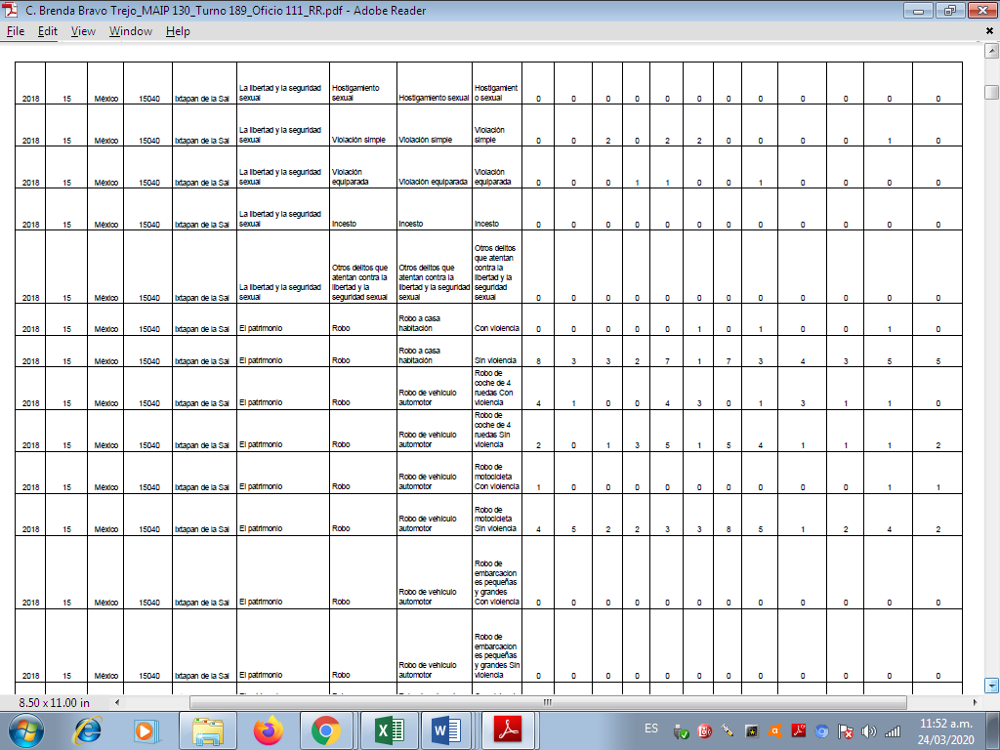 C. Brenda Bravo Trejo_MAIP 130_Turno 189_Oficio 111_RR.pdf - Adobe Reader
File Edit View Window Help
2018 15 México 15040 Ixtapan de la Sal La libertad y la seguridad sexual Hostigamiento sexual Hostigamiento sexual Hostigamient o sexual 0 0 0 0 0 0 0 0 0 0 0 0
2018 15 México 15040 Ixtapan de la Sal La libertad y la seguridad sexual Violación simple Violación simple Violación simple 0 0 2 0 2 2 0 0 0 0 1 0
2018 15 México 15040 Ixtapan de la Sal La libertad y la seguridad sexual Violación equiparada Violación equiparada Violación equiparada 0 0 0 1 1 0 0 1 0 0 0 0
2018 15 México 15040 Ixtapan de la Sal La libertad y la seguridad sexual Incesto Incesto Incesto 0 0 0 0 0 0 0 0 0 0 0 0
2018 15 México 15040 Ixtapan de la Sal La libertad y la seguridad sexual Otros delitos que atentan contra la libertad y la seguridad sexual Otros delitos que atentan contra la libertad y la seguridad sexual Otros delitos que atentan contra la libertad y la seguridad sexual 0 0 0 0 0 0 0 0 0 0 0 0
2018 15 México 15040 Ixtapan de la Sal El patrimonio Robo Robo a casa habitación Con violencia 0 0 0 0 0 1 0 1 0 0 1 0
2018 15 México 15040 Ixtapan de la Sal El patrimonio Robo Robo a casa habitación Sin violencia 8 3 3 2 7 1 7 3 4 3 5 5
2018 15 México 15040 Ixtapan de la Sal El patrimonio Robo Robo de vehículo automotor Robo de coche de 4 ruedas Con violencia 4 1 0 0 4 3 0 1 3 1 1 0
2018 15 México 15040 Ixtapan de la Sal El patrimonio Robo Robo de vehículo automotor Robo de coche de 4 ruedas Sin violencia 2 0 1 3 5 1 5 4 1 1 1 2
2018 15 México 15040 Ixtapan de la Sal El patrimonio Robo Robo de vehículo automotor Robo de motocicleta Con violencia 1 0 0 0 0 0 0 0 0 0 1 1
2018 15 México 15040 Ixtapan de la Sal El patrimonio Robo Robo de vehículo automotor Robo de motocicleta Sin violencia 4 5 2 2 3 3 8 5 1 2 4 2
2018 15 México 15040 Ixtapan de la Sal El patrimonio Robo Robo de vehículo automotor Robo de embarcacion es pequeñas y grandes Con violencia 0 0 0 0 0 0 0 0 0 0 0 0
2018 15 México 15040 Ixtapan de la Sal El patrimonio Robo Robo de vehículo automotor Robo de embarcacion es pequeñas y grandes Sin violencia 0 0 0 0 0 0 0 0 0 0 0 0
8.50 x 11.00 in
ES
11:52 a.m.
24/03/2020